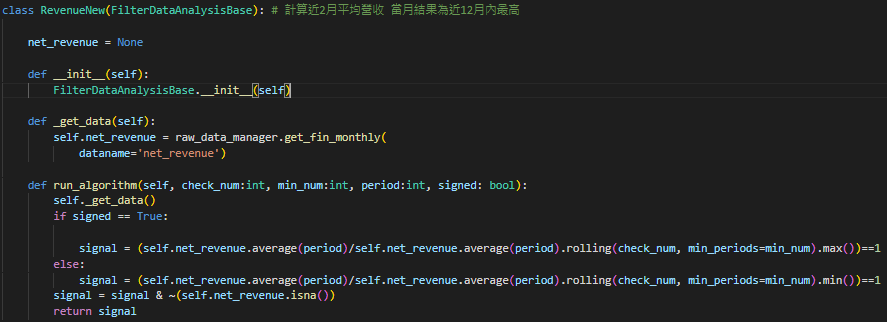 class RevenueNew(FilterDataAnalysisBase): # 計算近2月平均營收 當月結果為近12月內最高
net_revenue = None
def __init__(self):
FilterDataAnalysisBase.__init__(self)
def _get_data(self):
self.net_revenue = raw_data_manager.get_fin_monthly(
dataname='net_revenue')
def run_algorithm(self, check_num:int, min_num:int, period:int, signed: bool):
self._get_data()
if signed == True:
signal = (self.net_revenue.average(period)/self.net_revenue.average(period).rolling(check_num, min_periods=min_num).max())==1
else:
signal = (self.net_revenue.average(period)/self.net_revenue.average(period).rolling(check_num, min_periods=min_num).min())==1
signal = signal & ~(self.net_revenue.isna())
return signal